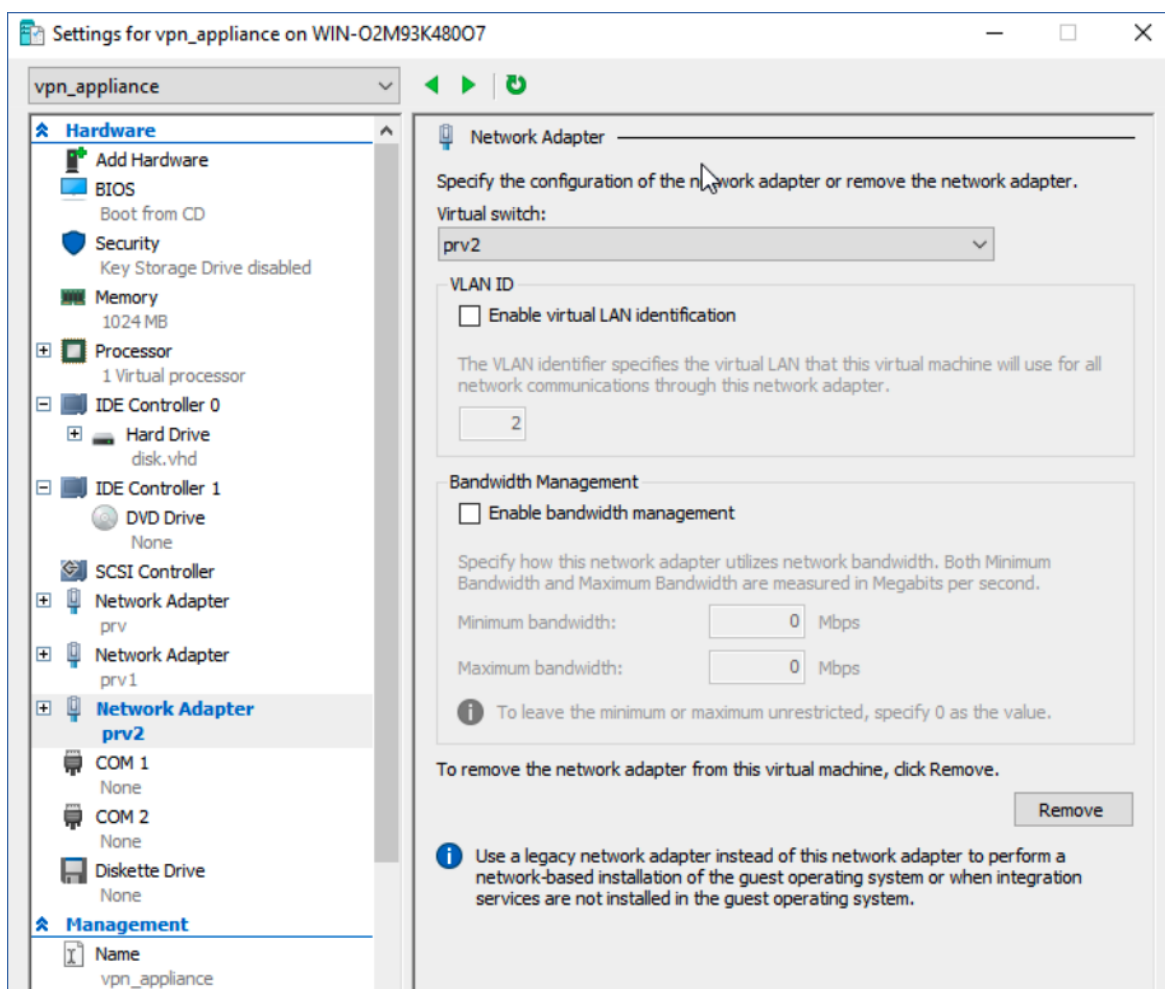 Settings for vpn_appliance on WIN-O2M93K480O7
vpn_appliance
Hardware
Add Hardware
BIOS
Boot from CD
Security
Key Storage Drive disabled
Memory
1024 MB
Processor
1 Virtual processor
IDE Controller 0
Hard Drive
disk.vhd
IDE Controller 1
DVD Drive
None
SCSI Controller
Network Adapter
prv
Network Adapter
prv1
Network Adapter
prv2
COM 1
None
COM 2
None
Diskette Drive
None
Management
Name
vpn_appliance
Network Adapter
Specify the configuration of the network adapter or remove the network adapter.
Virtual switch:
prv2
VLAN ID
Enable virtual LAN identification
The VLAN identifier specifies the virtual LAN that this virtual machine will use for all
network communications through this network adapter.
2
Bandwidth Management
Enable bandwidth management
Specify how this network adapter utilizes network bandwidth. Both Minimum
Bandwidth and Maximum Bandwidth are measured in Megabits per second.
Minimum bandwidth: 0 Mbps
Maximum bandwidth: 0 Mbps
To leave the minimum or maximum unrestricted, specify 0 as the value.
To remove the network adapter from this virtual machine, click Remove.
Remove
Use a legacy network adapter instead of this network adapter to perform a
network-based installation of the guest operating system or when integration
services are not installed in the guest operating system.